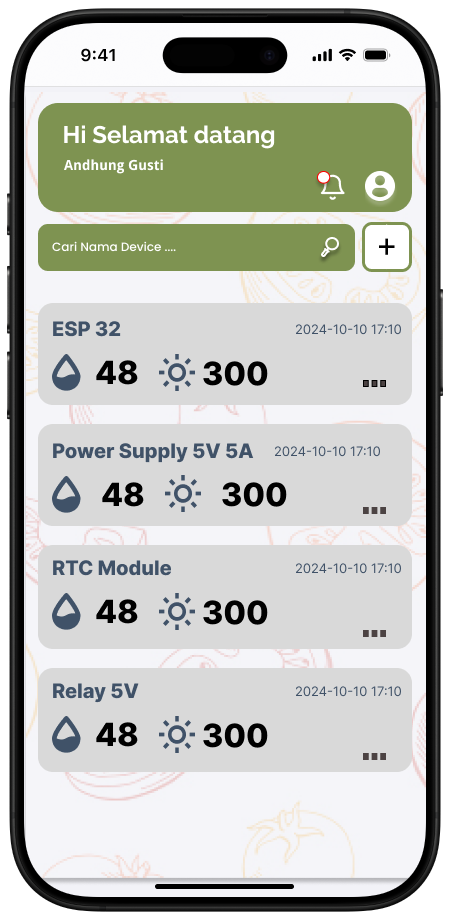 9:41
Hi Selamat datang
Andhung Gusti
Cari Nama Device ....
+
ESP 32 2024-10-10 17:10
48 300
...
Power Supply 5V 5A 2024-10-10 17:10
48 300
...
RTC Module 2024-10-10 17:10
48 300
...
Relay 5V 2024-10-10 17:10
48 300
...